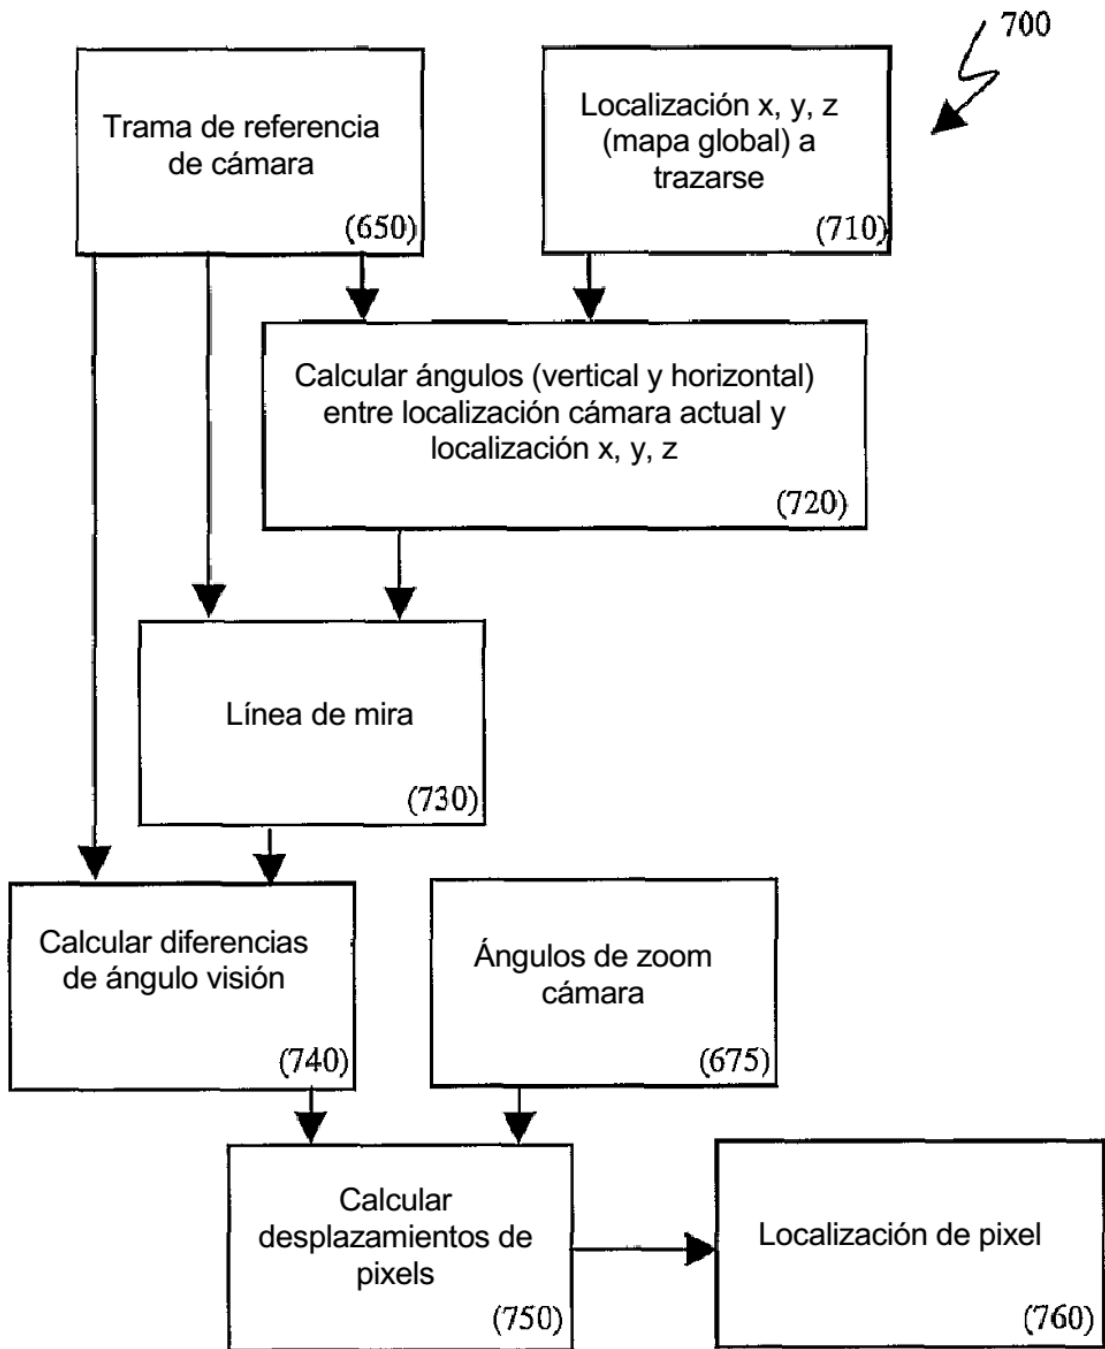 700
Trama de referencia
de cámara
(650)
Localización x, y, z
(mapa global) a
trazarse
(710)
Calcular ángulos (vertical y horizontal)
entre localización cámara actual y
localización x, y, z
(720)
Línea de mira
(730)
Calcular diferencias
de ángulo visión
(740)
Ángulos de zoom
cámara
(675)
Calcular
desplazamientos de
pixels
(750)
Localización de pixel
(760)